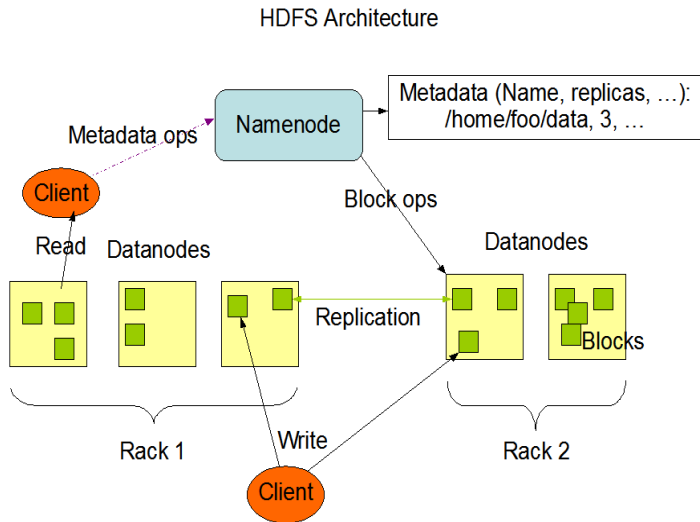 HDFS Architecture
Metadata (Name, replicas, ...):
/home/foo/data, 3, ...
Namenode
Metadata ops
Client
Block ops
Read
Datanodes
Datanodes
Replication
Blocks
Rack 1
Write
Rack 2
Client